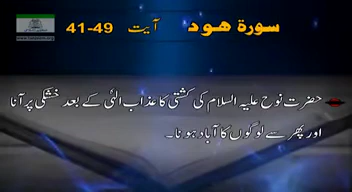 سورۃ ھود آیت 41-49
حضرت نوح علیہ السلام کی کشتی کا عذاب الٰہی کے بعد خشکی پر آنا
اور پھر سے لوگوں کا آباد ہونا۔